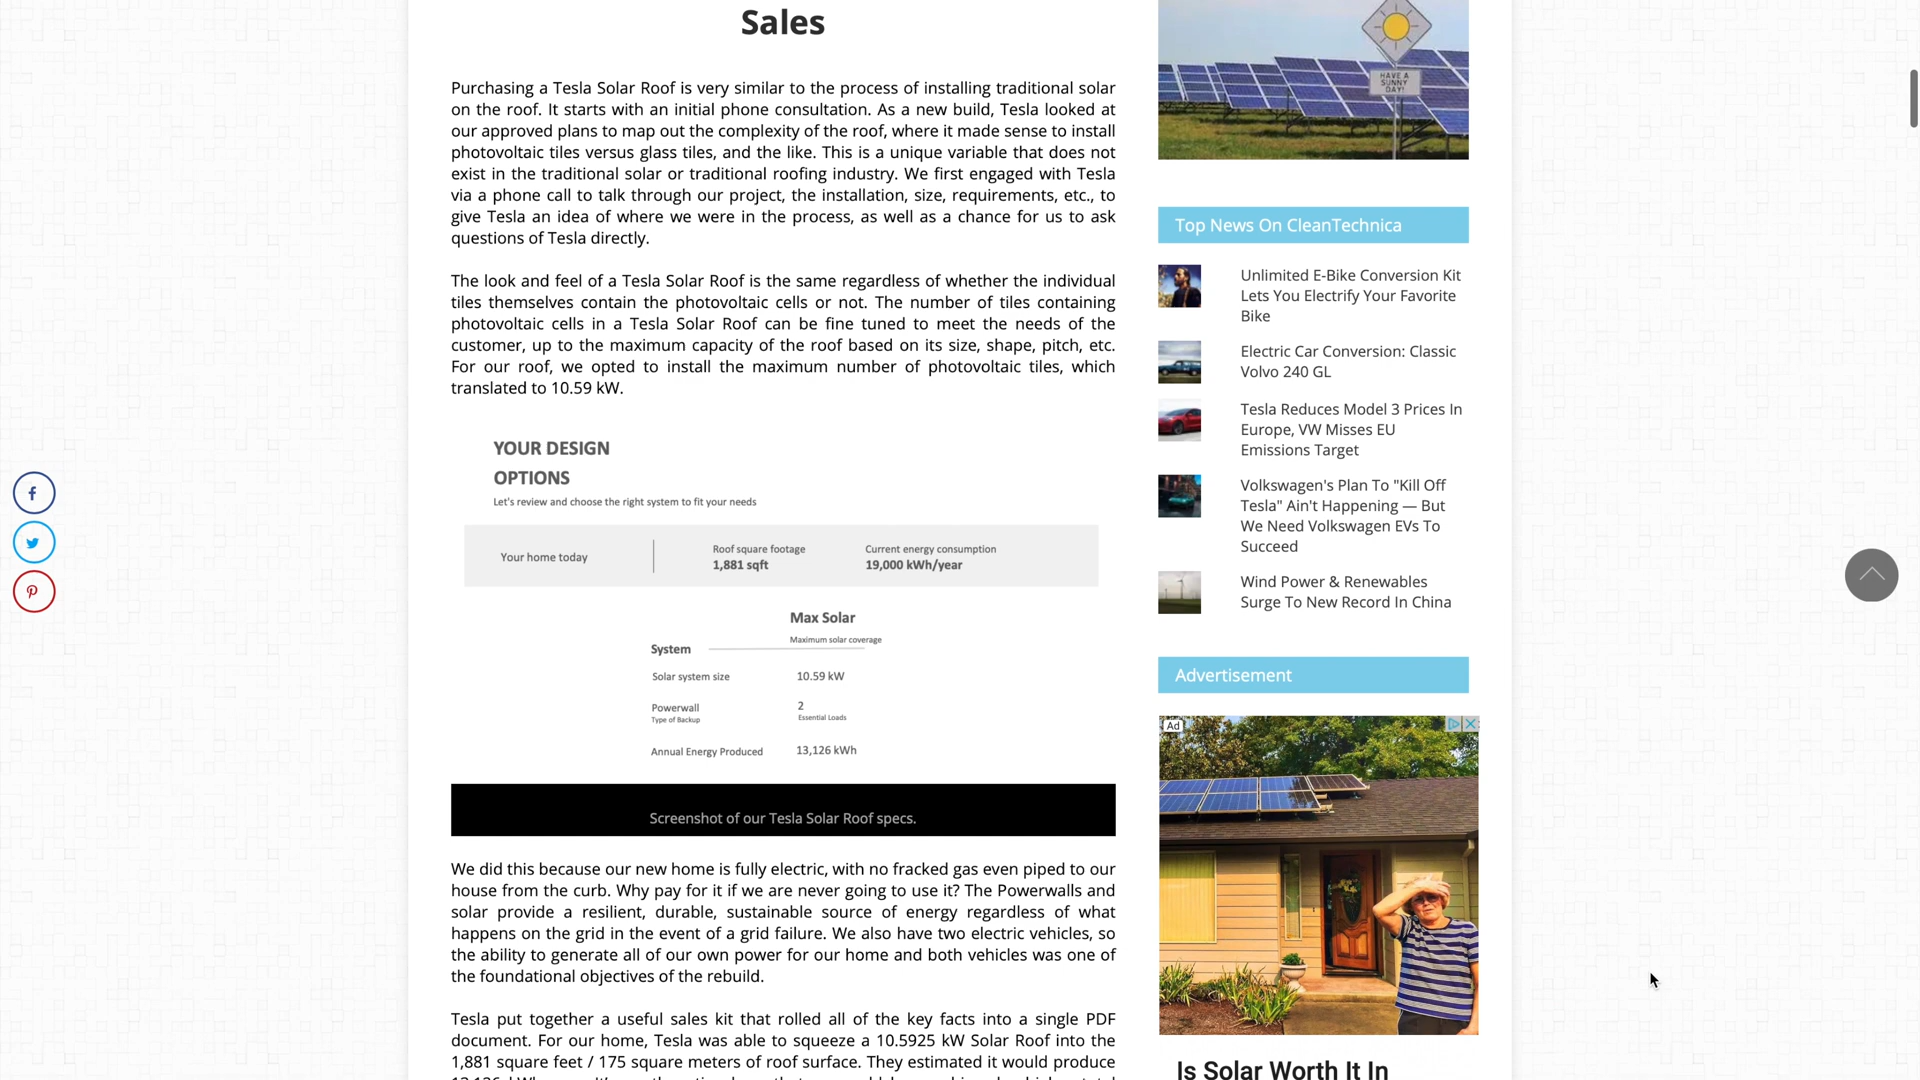 Sales
Purchasing a Tesla Solar Roof is very similar to the process of installing traditional solar
on the roof. It starts with an initial phone consultation. As a new build, Tesla looked at
our approved plans to map out the complexity of the roof, where it made sense to install
photovoltaic tiles versus glass tiles, and the like. This is a unique variable that does not
exist in the traditional solar or traditional roofing industry. We first engaged with Tesla
via a phone call to talk through our project, the installation, size, requirements, etc., to
give Tesla an idea of where we were in the process, as well as a chance for us to ask
questions of Tesla directly.
The look and feel of a Tesla Solar Roof is the same regardless of whether the individual
tiles themselves contain the photovoltaic cells or not. The number of tiles containing
photovoltaic cells in a Tesla Solar Roof can be fine tuned to meet the needs of the
customer, up to the maximum capacity of the roof based on its size, shape, pitch, etc.
For our roof, we opted to install the maximum number of photovoltaic tiles, which
translated to 10.59 kW.
YOUR DESIGN
OPTIONS
Let's review and choose the right system to fit your needs
Your home today
Roof square footage
1,881 sqft
Current energy consumption
19,000 kWh/year
Max Solar
Maximum solar coverage
System
Solar system size 10.59 kW
Powerwall 2
Type of Backup Essential Loads
Annual Energy Produced 13,126 kWh
Screenshot of our Tesla Solar Roof specs.
We did this because our new home is fully electric, with no fracked gas even piped to our
house from the curb. Why pay for it if we are never going to use it? The Powerwalls and
solar provide a resilient, durable, sustainable source of energy regardless of what
happens on the grid in the event of a grid failure. We also have two electric vehicles, so
the ability to generate all of our own power for our home and both vehicles was one of
the foundational objectives of the rebuild.
Tesla put together a useful sales kit that rolled all of the key facts into a single PDF
document. For our home, Tesla was able to squeeze a 10.5925 kW Solar Roof into the
1,881 square feet / 175 square meters of roof surface. They estimated it would produce
HAVE A
SUNNY
DAY!
Top News On CleanTechnica
Unlimited E-Bike Conversion Kit
Lets You Electrify Your Favorite
Bike
Electric Car Conversion: Classic
Volvo 240 GL
Tesla Reduces Model 3 Prices In
Europe, VW Misses EU
Emissions Target
Volkswagen's Plan To "Kill Off
Tesla" Ain't Happening — But
We Need Volkswagen EVs To
Succeed
Wind Power & Renewables
Surge To New Record In China
Advertisement
Ad
Is Solar Worth It In